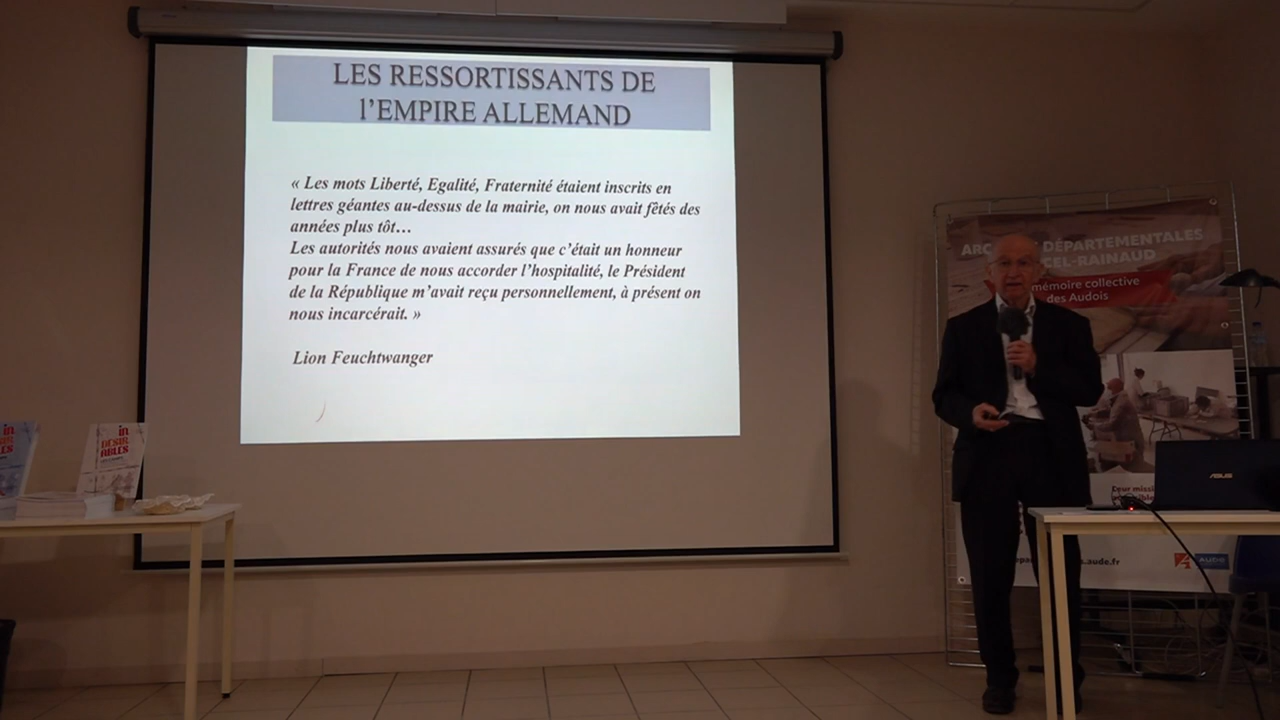 LES RESSORTISSANTS DE
l'EMPIRE ALLEMAND
« Les mots Liberté, Egalité, Fraternité étaient inscrits en
lettres géantes au-dessus de la mairie, on nous avait fêtés des
années plus tôt…
Les autorités nous avaient assurés que c'était un honneur
pour la France de nous accorder l'hospitalité, le Président
de la République m'avait reçu personnellement, à présent on
nous incarcérait. »
Lion Feuchtwanger
DÉPARTEMENTALES
mémoire collective
des Audois
ASUS
.aude.fr
AUDE
in
DÉSIR
ABLES